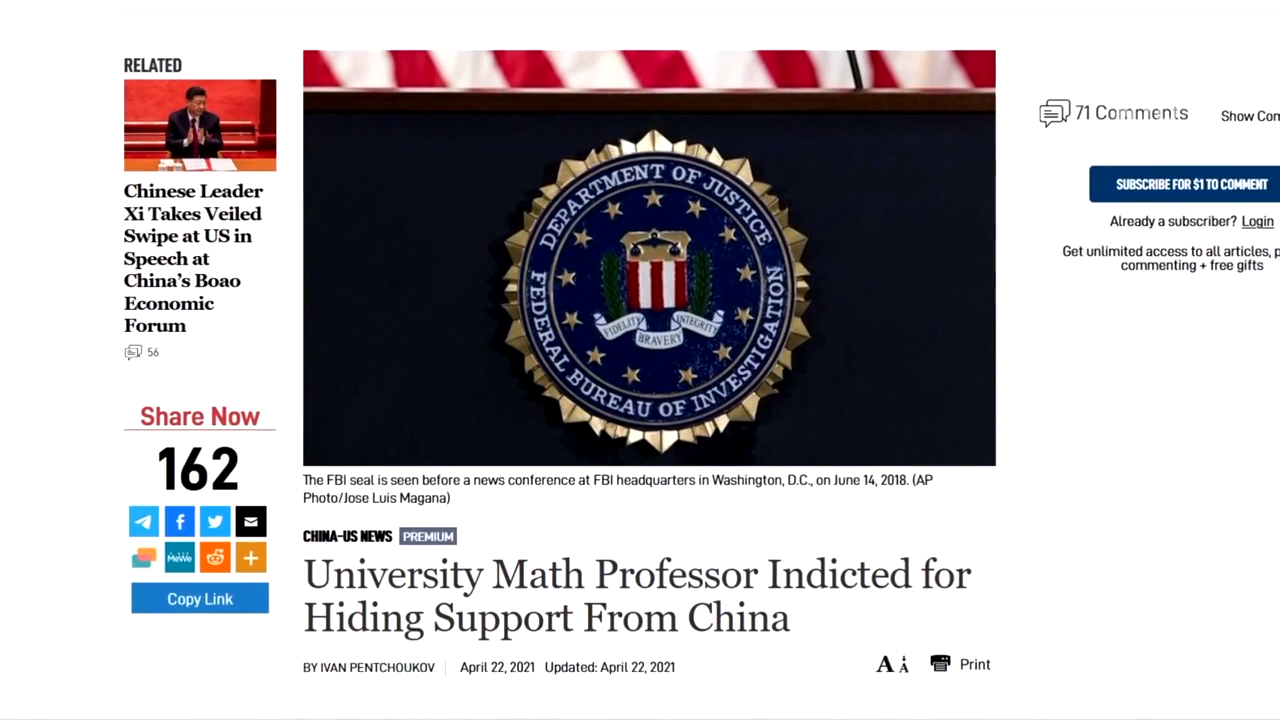 RELATED
Chinese Leader
Xi Takes Veiled
Swipe at US in
Speech at
China's Boao
Economic
Forum
56
Share Now
162
MeWe
Copy Link
DEPARTMENT OF JUSTICE
FEDERAL BUREAU OF INVESTIGATION
FIDELITY
BRAVERY
INTEGRITY
The FBI seal is seen before a news conference at FBI headquarters in Washington, D.C., on June 14, 2018. (AP
Photo/Jose Luis Magana)
CHINA-US NEWS PREMIUM
University Math Professor Indicted for
Hiding Support From China
BY IVAN PENTCHOUKOV April 22, 2021 Updated: April 22, 2021
A A Print
71 Comments
Show Com
SUBSCRIBE FOR $1 TO COMMENT
Already a subscriber? Login
Get unlimited access to all articles, p
commenting + free gifts